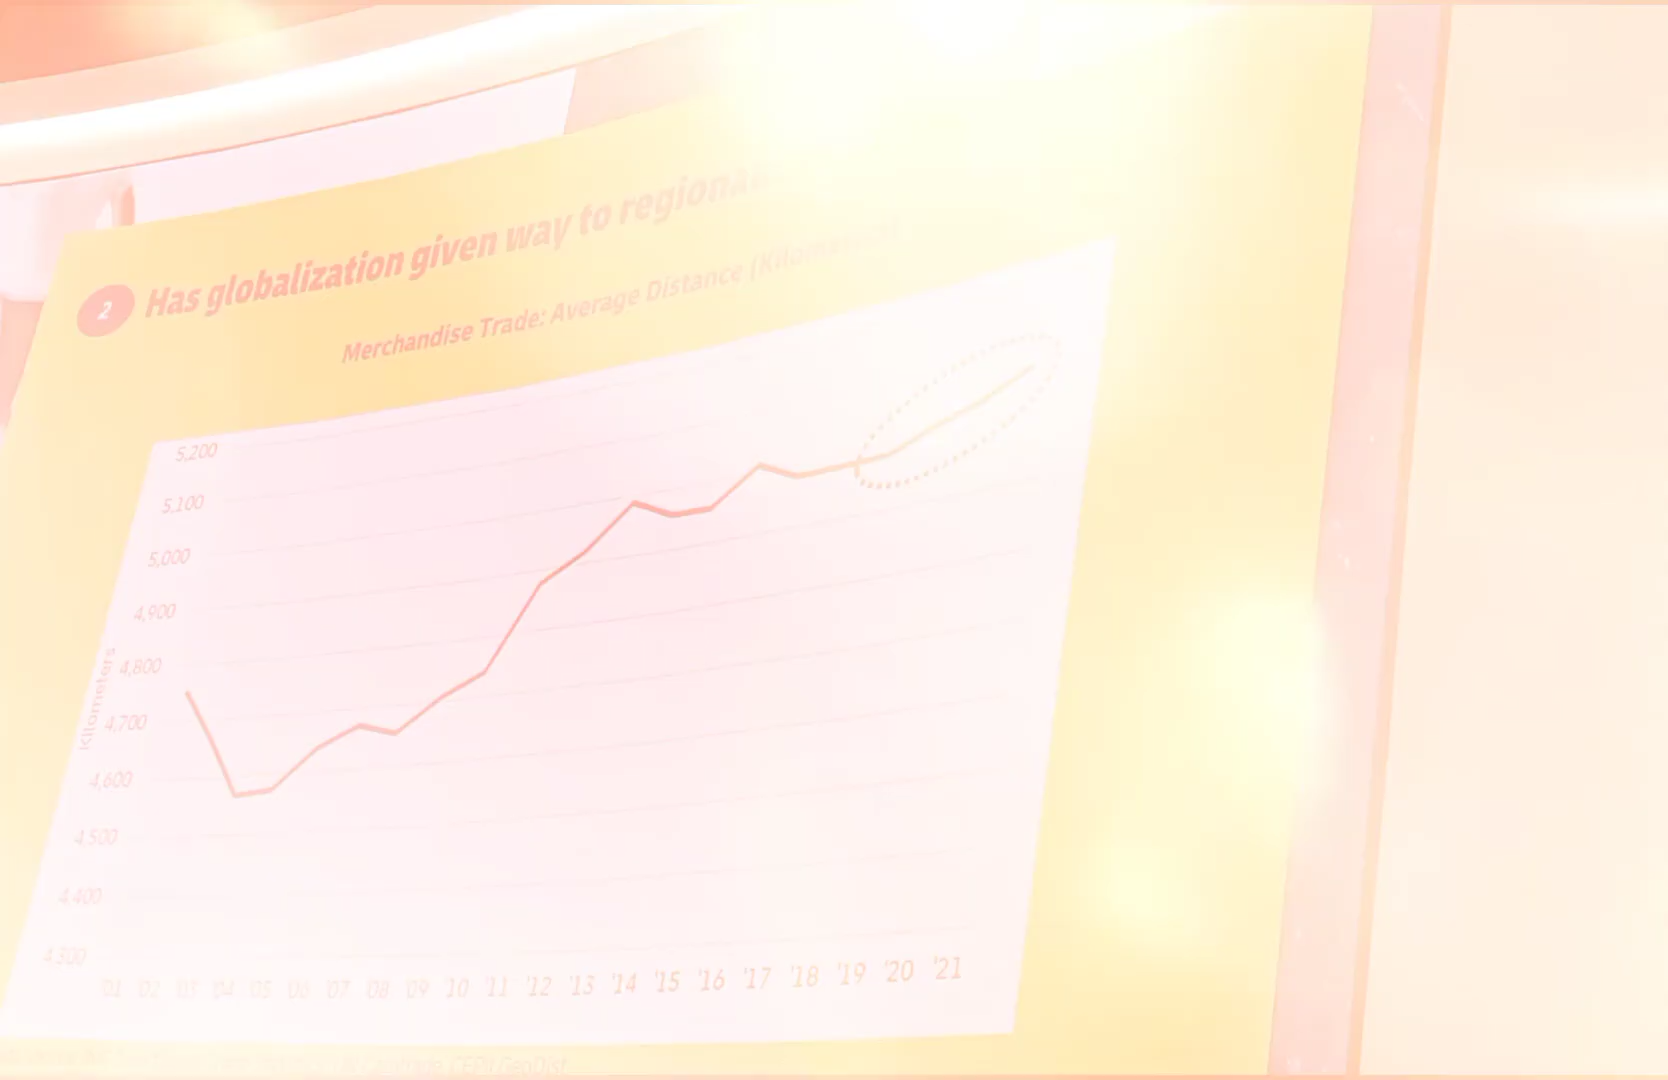 2 Has globalization given way to
Merchandise Trade: Average Distance
5,200
5,100
5,000
4,900
4,800
4,700
4,600
4,500
4,400
4,300
Kilometers
'01 '02 '03 '04 '05 '06 '07 '08 '09 '10 '11 '12 '13 '14 '15 '16 '17 '18 '19 '20 '21
CEPII GeoDist